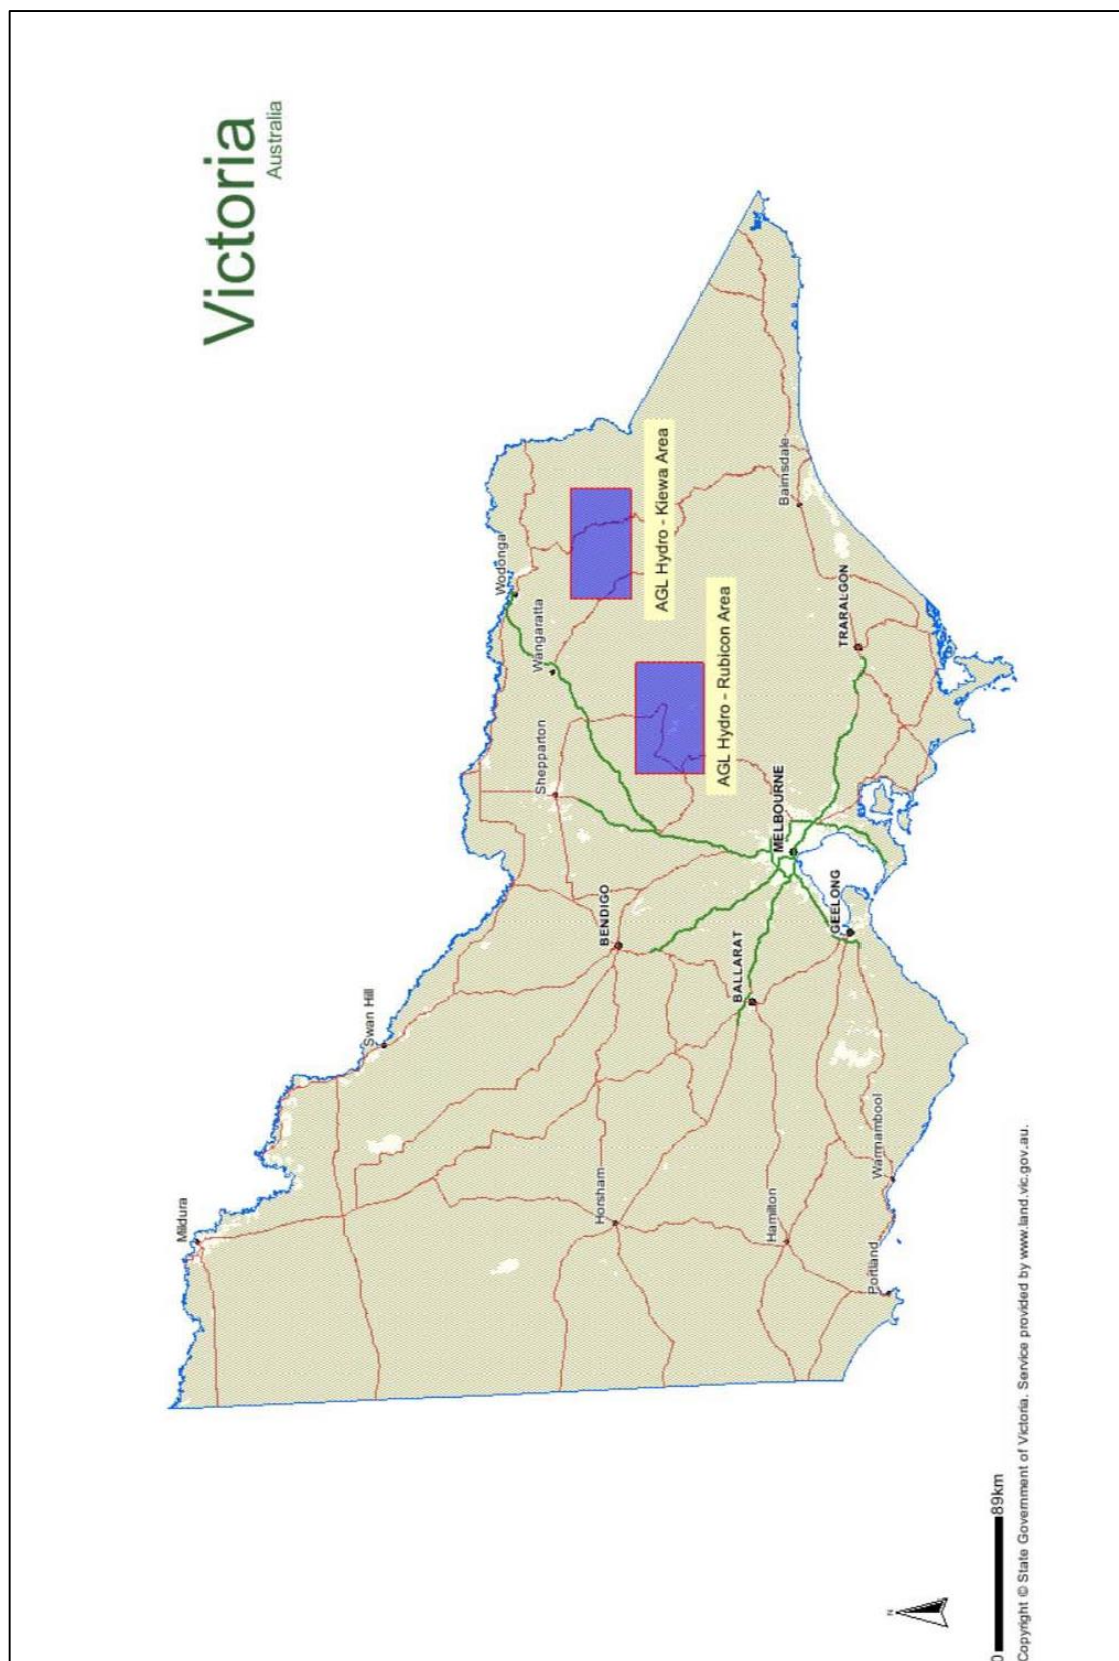 Victoria
Australia
Mildura
Swan Hill
Wodonga
Wangaratta
Shepparton
Horsham
BENDIGO
AGL Hydro - Kiewa Area
AGL Hydro - Rubicon Area
BALLARAT
Hamilton
MELBOURNE
Bairnsdale
GEELONG
TRARALGON
Portland
Warrnambool
N
0 89km
Copyright © State Government of Victoria. Service provided by www.land.vic.gov.au.